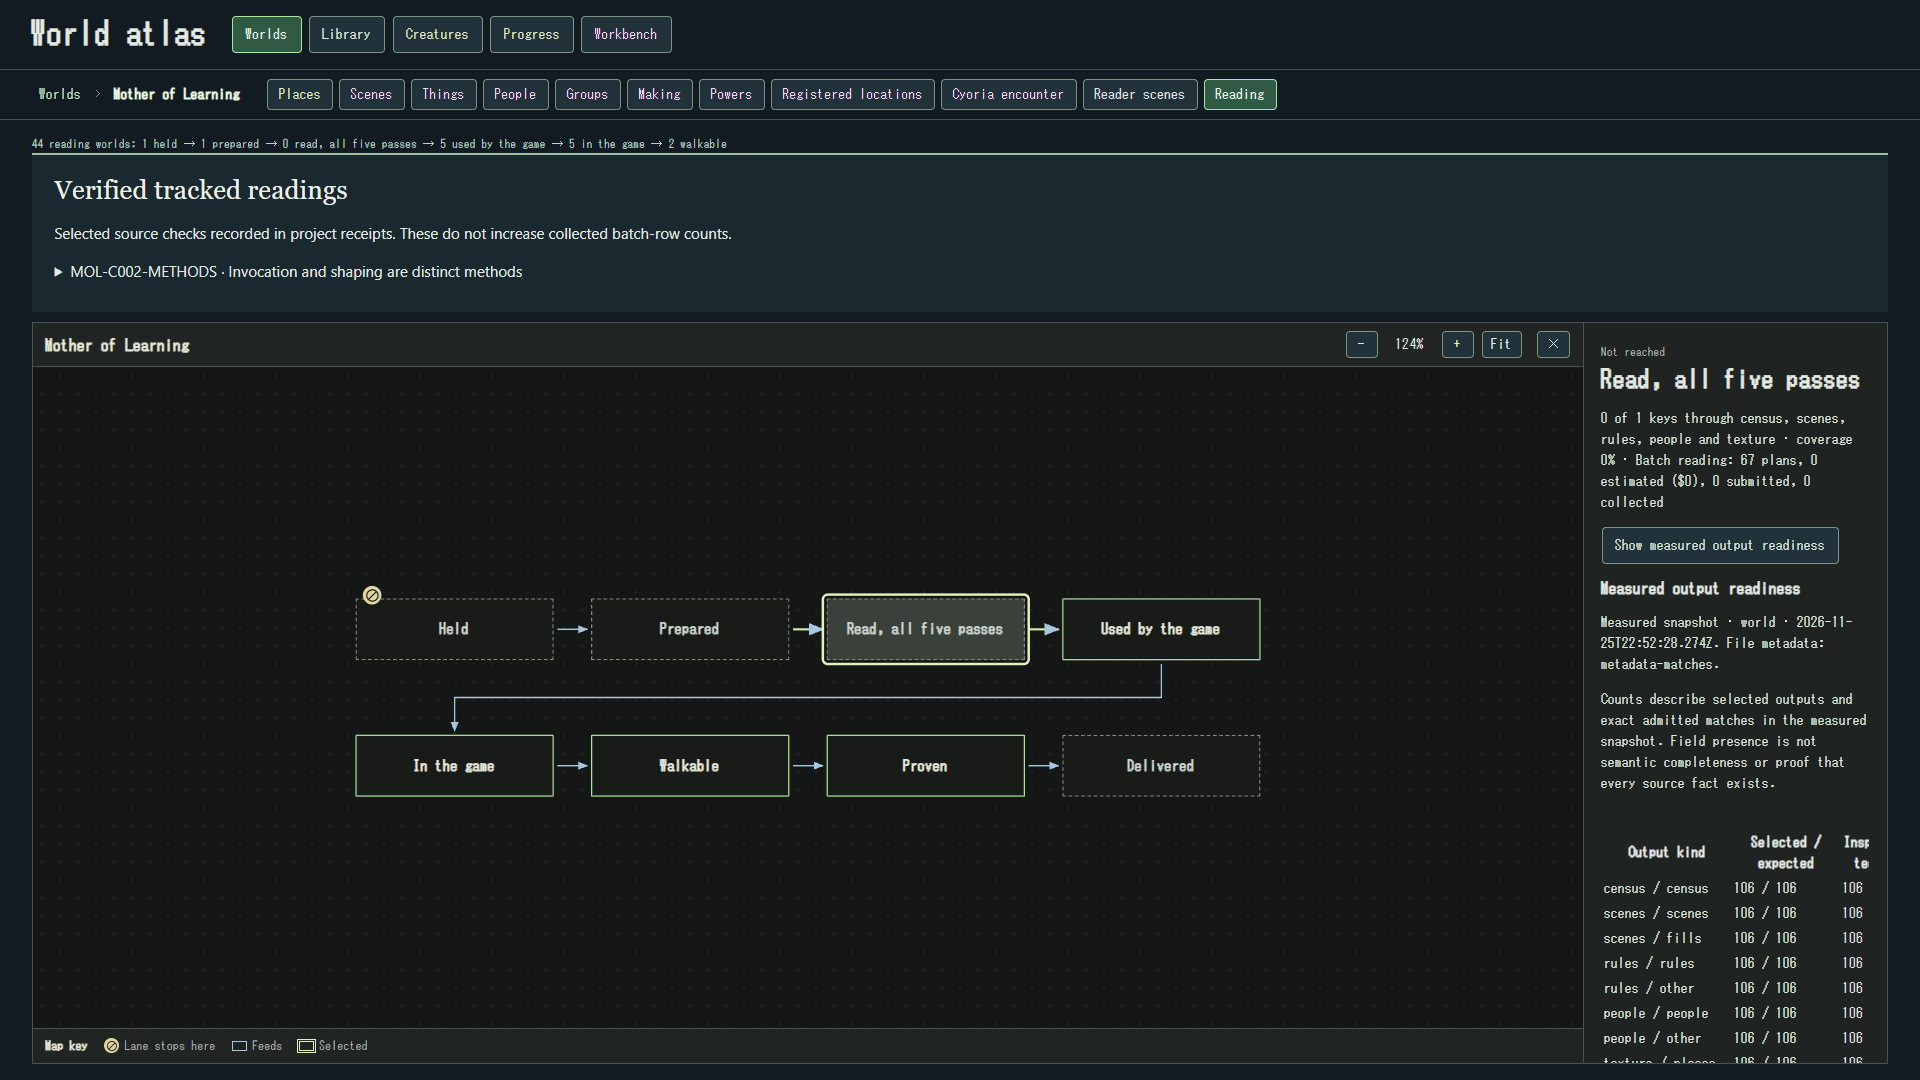 World atlas
Worlds
Library
Creatures
Progress
Workbench
Worlds > Mother of Learning
Places
Scenes
Things
People
Groups
Making
Powers
Registered locations
Cyoria encounter
Reader scenes
Reading
44 reading worlds: 1 held → 1 prepared → 0 read, all five passes → 5 used by the game → 5 in the game → 2 walkable
Verified tracked readings
Selected source checks recorded in project receipts. These do not increase collected batch-row counts.
▶ MOL-C002-METHODS · Invocation and shaping are distinct methods
Mother of Learning
-
124%
+
Fit
×
Held
Prepared
Read, all five passes
Used by the game
In the game
Walkable
Proven
Delivered
Map key
Lane stops here
Feeds
Selected
Not reached
Read, all five passes
0 of 1 keys through census, scenes,
rules, people and texture · coverage
0% · Batch reading: 67 plans, 0
estimated ($0), 0 submitted, 0
collected
Show measured output readiness
Measured output readiness
Measured snapshot · world · 2026-11-
25T22:52:28.274Z. File metadata:
metadata-matches.
Counts describe selected outputs and
exact admitted matches in the measured
snapshot. Field presence is not
semantic completeness or proof that
every source fact exists.
Output kind
Selected /
expected
census / census 106 / 106 106
scenes / scenes 106 / 106 106
scenes / fills 106 / 106 106
rules / rules 106 / 106 106
rules / other 106 / 106 106
people / people 106 / 106 106
people / other 106 / 106 106